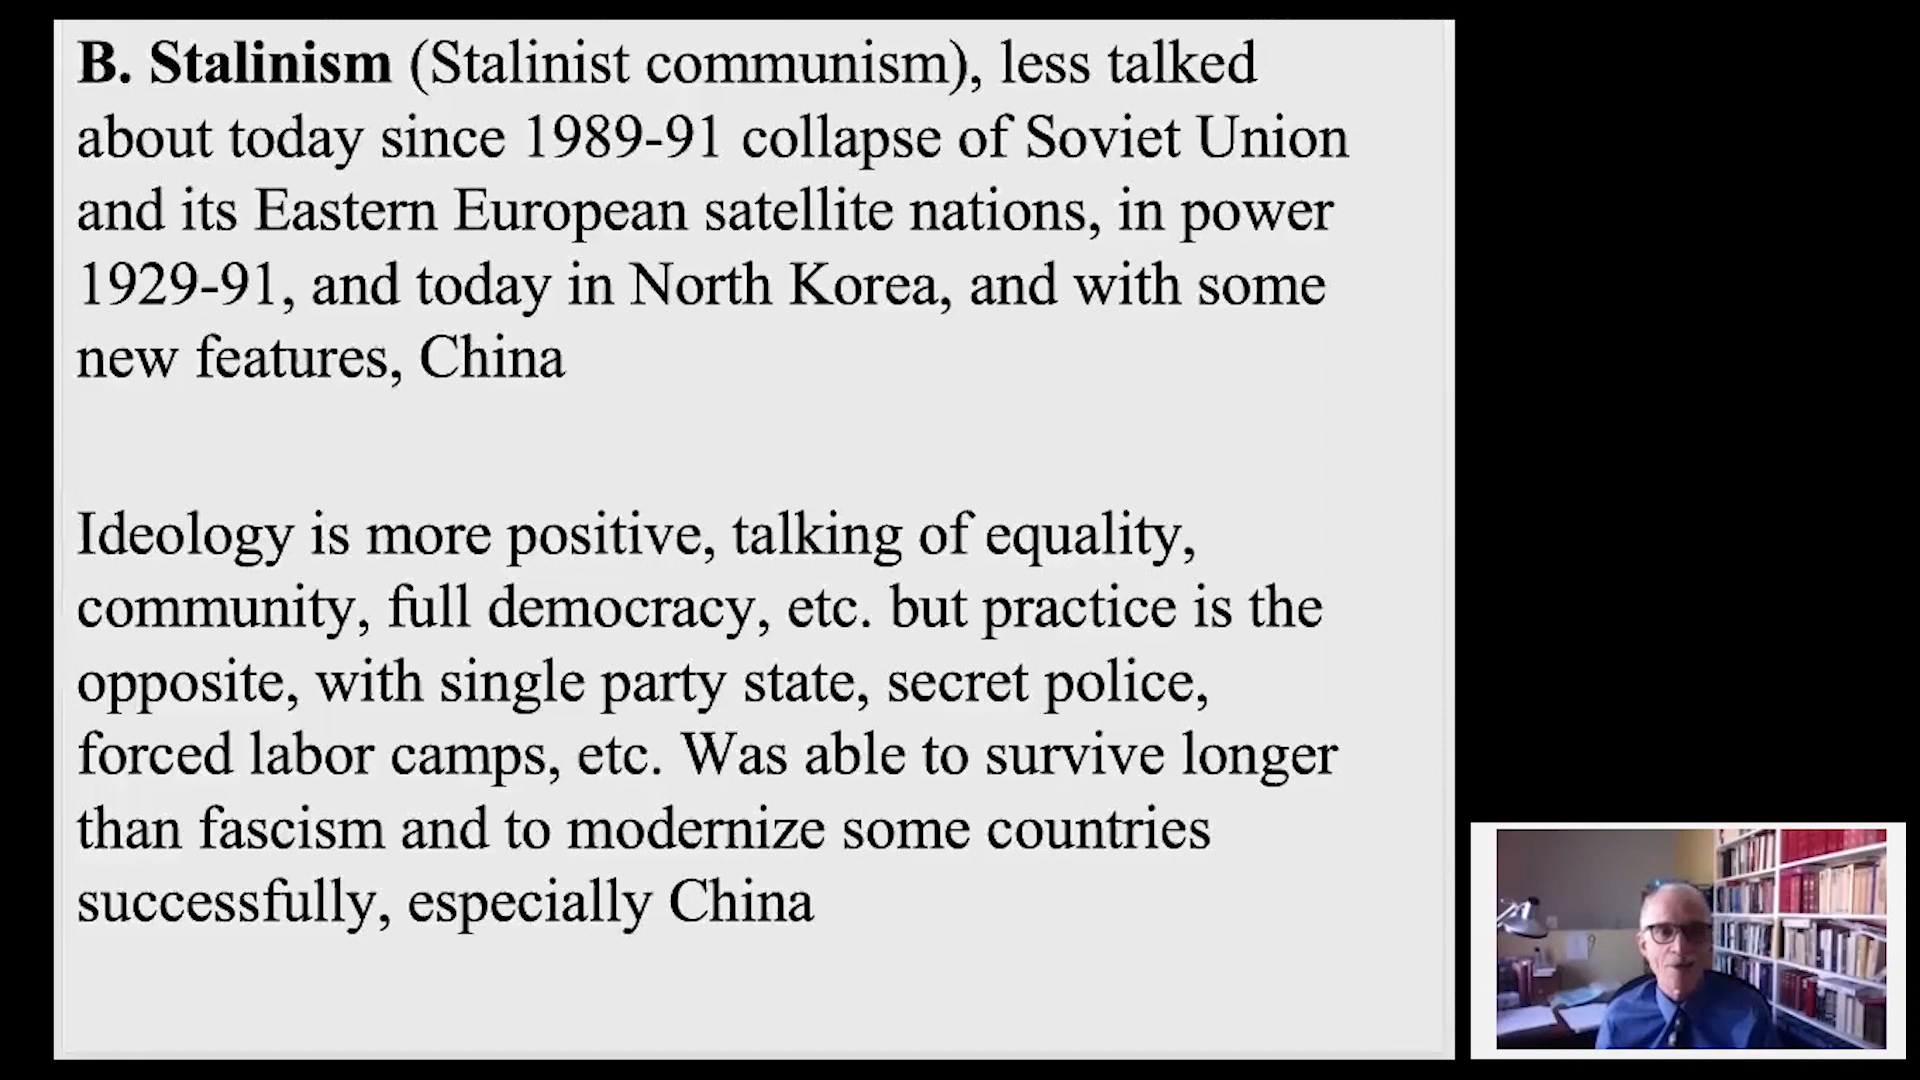 B. Stalinism (Stalinist communism), less talked
about today since 1989-91 collapse of Soviet Union
and its Eastern European satellite nations, in power
1929-91, and today in North Korea, and with some
new features, China
Ideology is more positive, talking of equality,
community, full democracy, etc. but practice is the
opposite, with single party state, secret police,
forced labor camps, etc. Was able to survive longer
than fascism and to modernize some countries
successfully, especially China